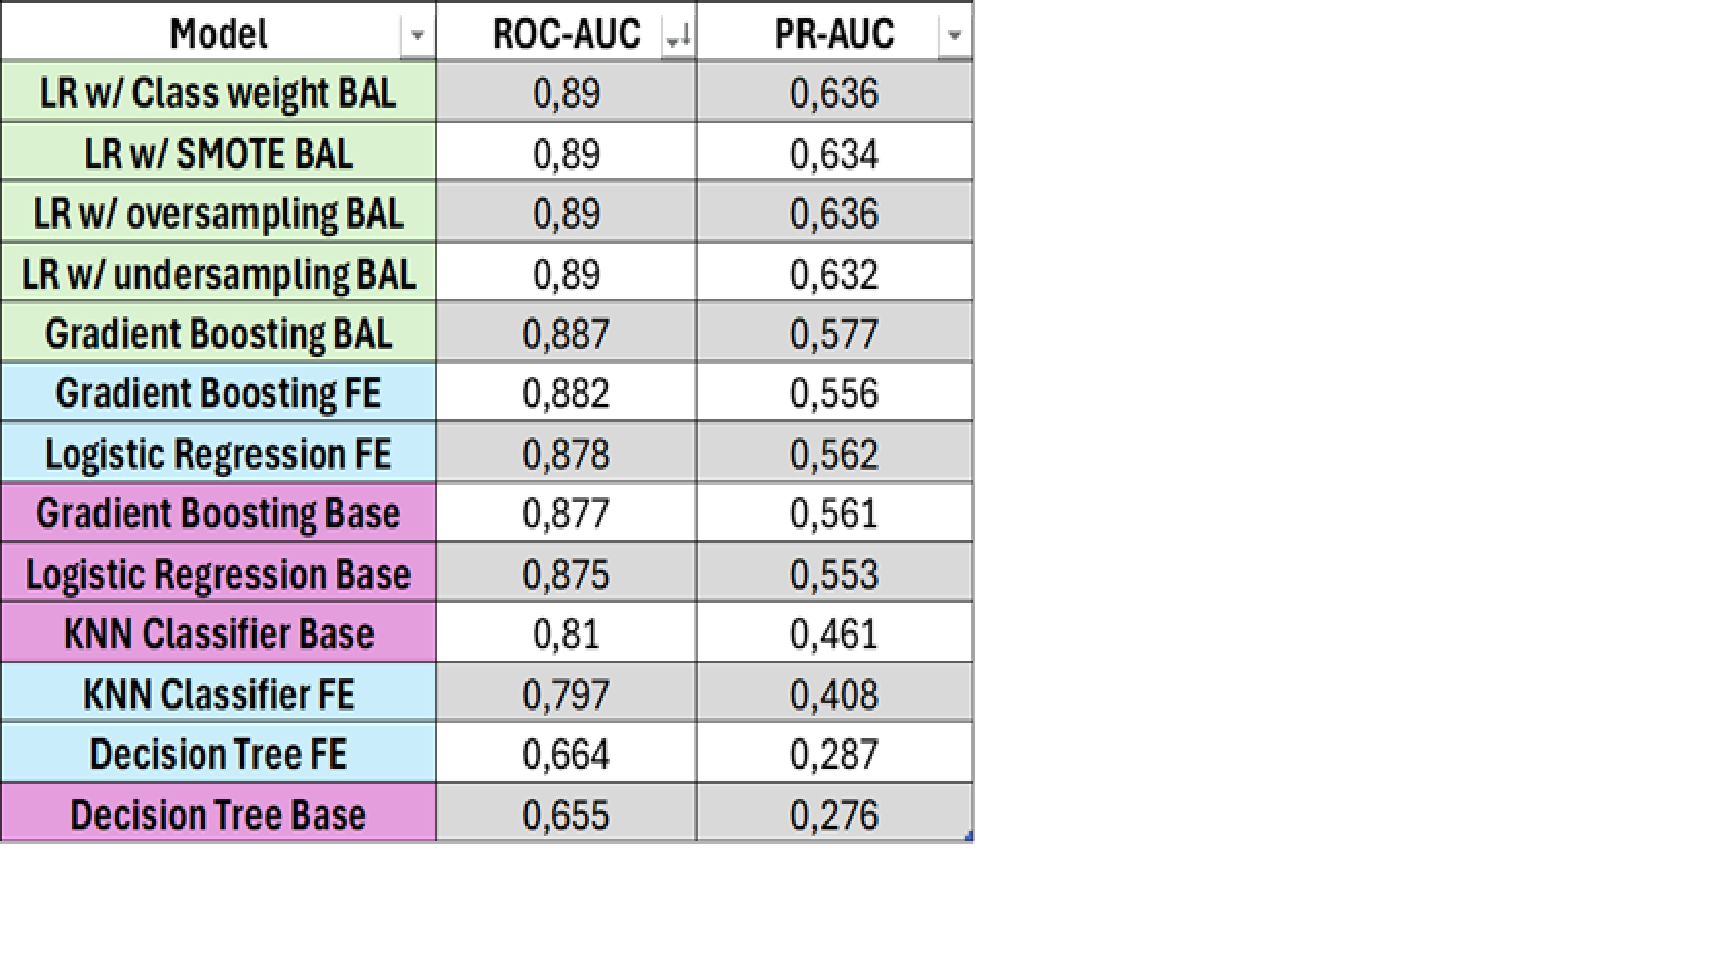 Model ROC-AUC PR-AUC
LR w/ Class weight BAL 0,89 0,636
LR w/ SMOTE BAL 0,89 0,634
LR w/ oversampling BAL 0,89 0,636
LR w/ undersampling BAL 0,89 0,632
Gradient Boosting BAL 0,887 0,577
Gradient Boosting FE 0,882 0,556
Logistic Regression FE 0,878 0,562
Gradient Boosting Base 0,877 0,561
Logistic Regression Base 0,875 0,553
KNN Classifier Base 0,81 0,461
KNN Classifier FE 0,797 0,408
Decision Tree FE 0,664 0,287
Decision Tree Base 0,655 0,276